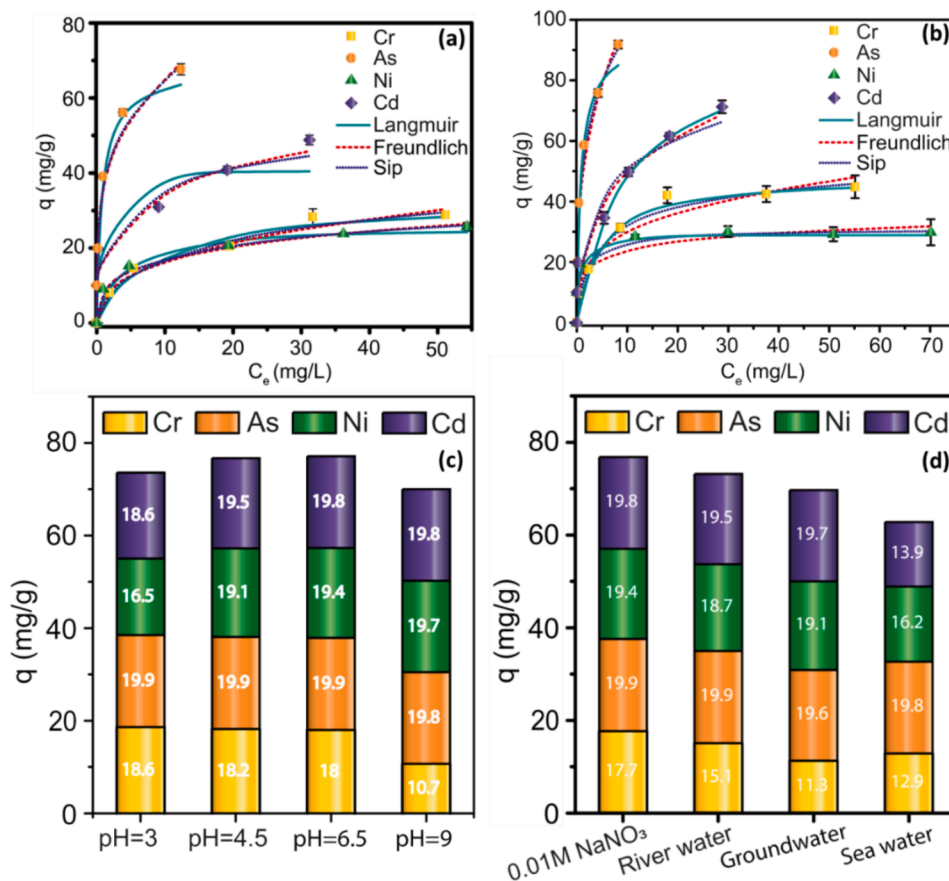 (a)
Cr
As
Ni
Cd
Langmuir
Freundlich
Sip
q (mg/g)
80
60
40
20
0
0 10 20 30 40 50
Cₑ (mg/L)
(b)
Cr
As
Ni
Cd
Langmuir
Freundlich
Sip
q (mg/g)
100
80
60
40
20
0
0 10 20 30 40 50 60 70
Cₑ (mg/L)
Cr As Ni Cd
(c)
q (mg/g)
80
60
40
20
0
18.6 19.5 19.8 19.8
16.5 19.1 19.4 19.7
19.9 19.9 19.9 19.8
18.6 18.2 18 10.7
pH=3 pH=4.5 pH=6.5 pH=9
Cr As Ni Cd
(d)
q (mg/g)
80
60
40
20
0
19.8 19.5 19.7 13.9
19.4 18.7 19.1 16.2
19.9 19.9 19.6 19.8
17.7 15.1 11.3 12.9
0.01M NaNO₃ River water Groundwater Sea water